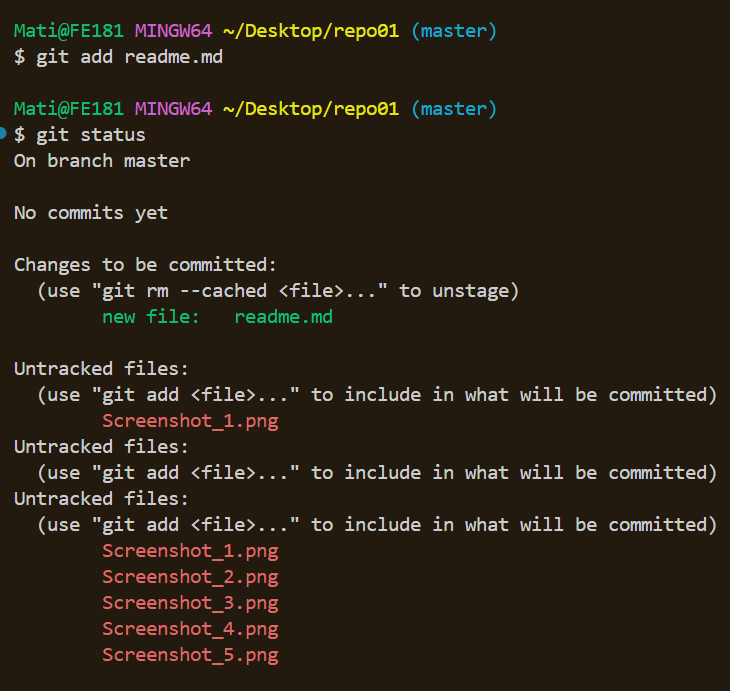 Mati@FE181 MINGW64 ~/Desktop/repo01 (master)
$ git add readme.md
Mati@FE181 MINGW64 ~/Desktop/repo01 (master)
$ git status
On branch master
No commits yet
Changes to be committed:
(use "git rm --cached <file>..." to unstage)
new file:   readme.md
Untracked files:
(use "git add <file>..." to include in what will be committed)
Screenshot_1.png
Untracked files:
(use "git add <file>..." to include in what will be committed)
Untracked files:
(use "git add <file>..." to include in what will be committed)
Screenshot_1.png
Screenshot_2.png
Screenshot_3.png
Screenshot_4.png
Screenshot_5.png